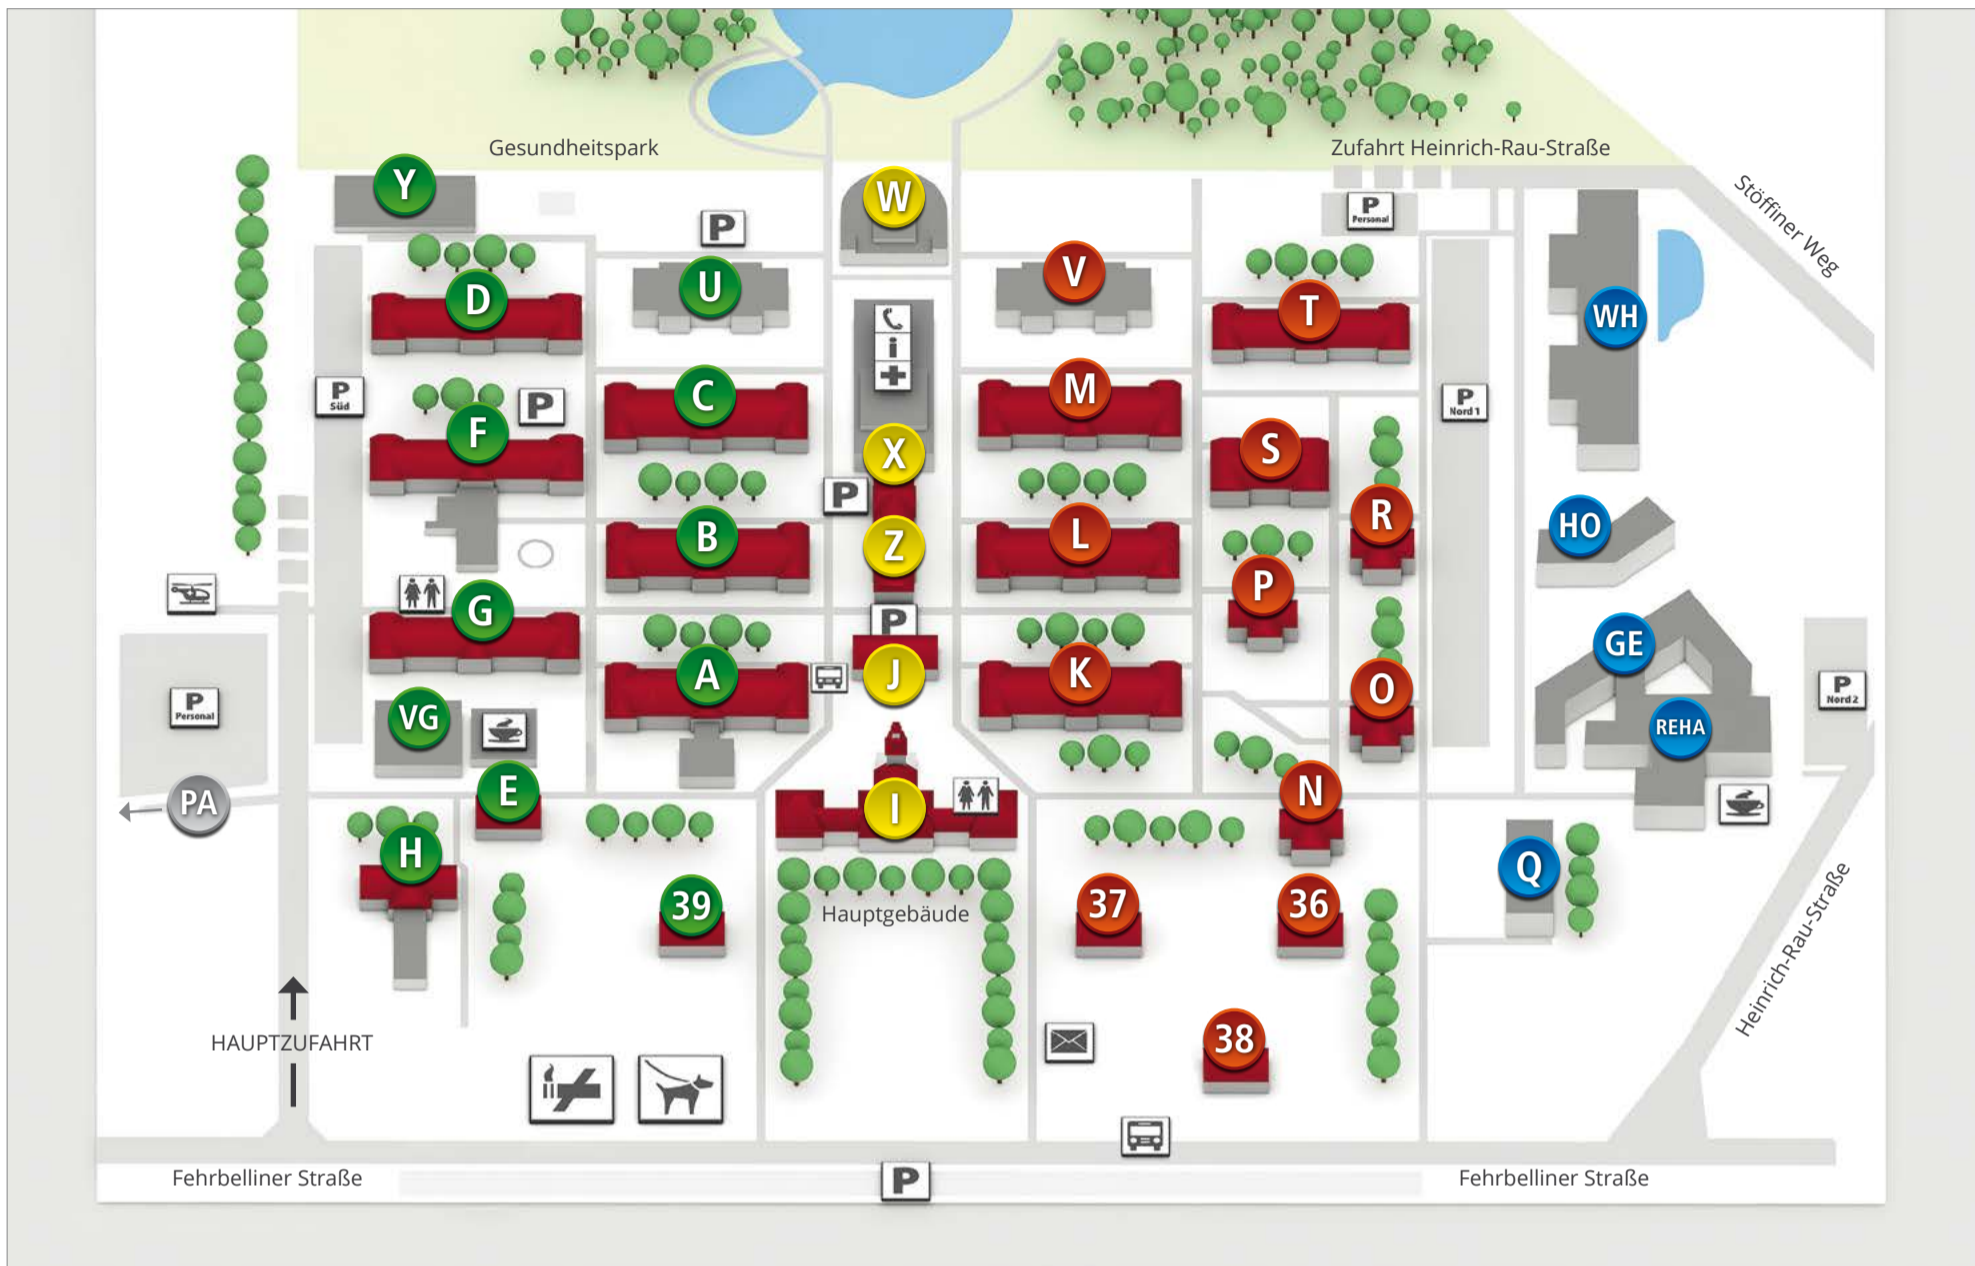 Gesundheitspark
Zufahrt Heinrich-Rau-Straße
Stöffiner Weg
Y
W
P
P
Personal
D
U
V
T
WH
i
P
Süd
F
P
C
M
P
Nord 1
S
X
P
R
HO
B
Z
L
P
G
P
A
J
K
O
GE
P
Personal
VG
REHA
P
Nord 2
PA
E
I
N
H
Q
39
Hauptgebäude
37
36
Heinrich-Rau-Straße
HAUPTZUFAHRT
38
Fehrbelliner Straße
P
Fehrbelliner Straße